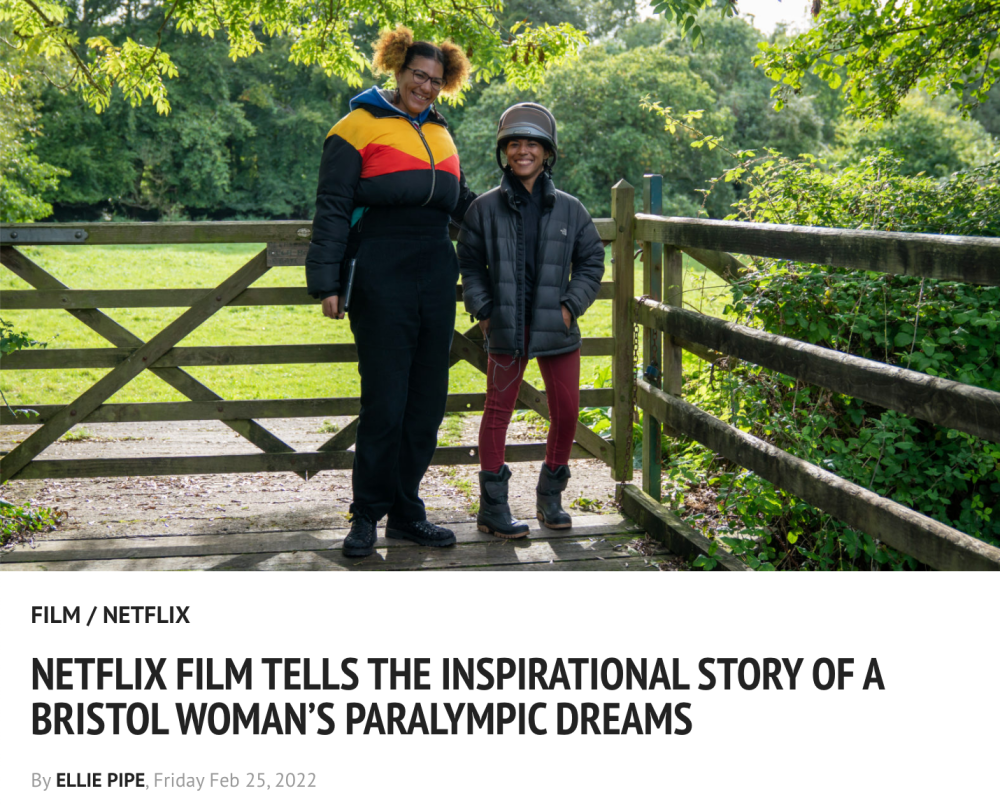 FILM / NETFLIX
NETFLIX FILM TELLS THE INSPIRATIONAL STORY OF A
BRISTOL WOMAN'S PARALYMPIC DREAMS
By ELLIE PIPE, Friday Feb 25, 2022